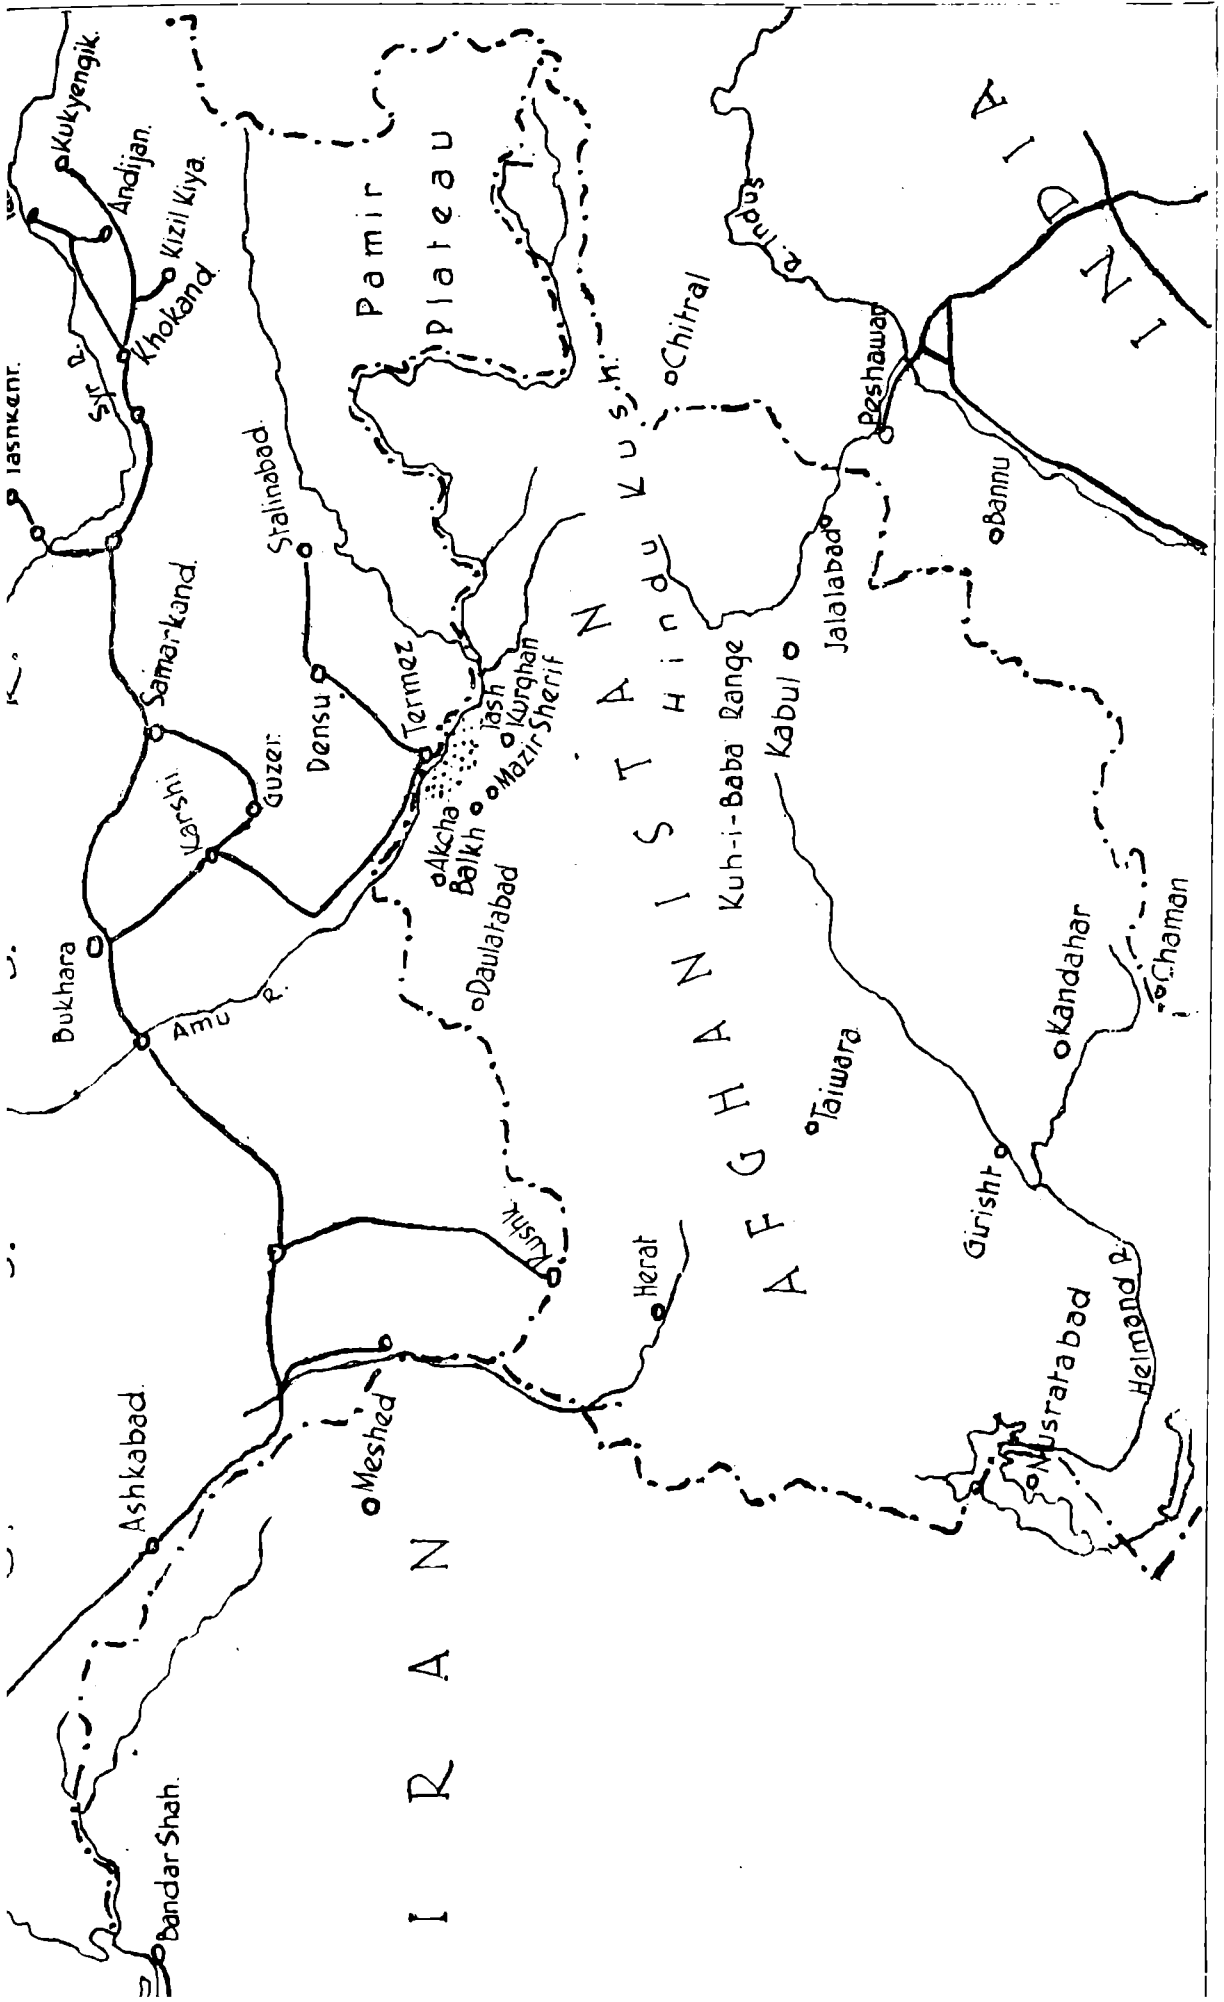 Kukyengik.
Andijan.
Kizil Kiya.
Khokand
Syr R.
Samarkand.
Karshi
Guzer.
Bukhara
Amu R.
Stalinabad.
Densu
Termez
Pamir
Plateau
Tash
Kurghan
Mazir Sherif
Akcha
Balkh
Daulatabad
Kushk
Ashkabad.
Meshed
Bandar Shah.
IRAN
AFGHANISTAN
Hindu Kush.
Kuh-i-Baba Range
Kabul
Jalalabad
Chitral
Peshawar
R. Indus
INDIA
Bannu
Herat
Taiwara
Girisht
Kandahar
Chaman
Helmand R.
Nusratabad